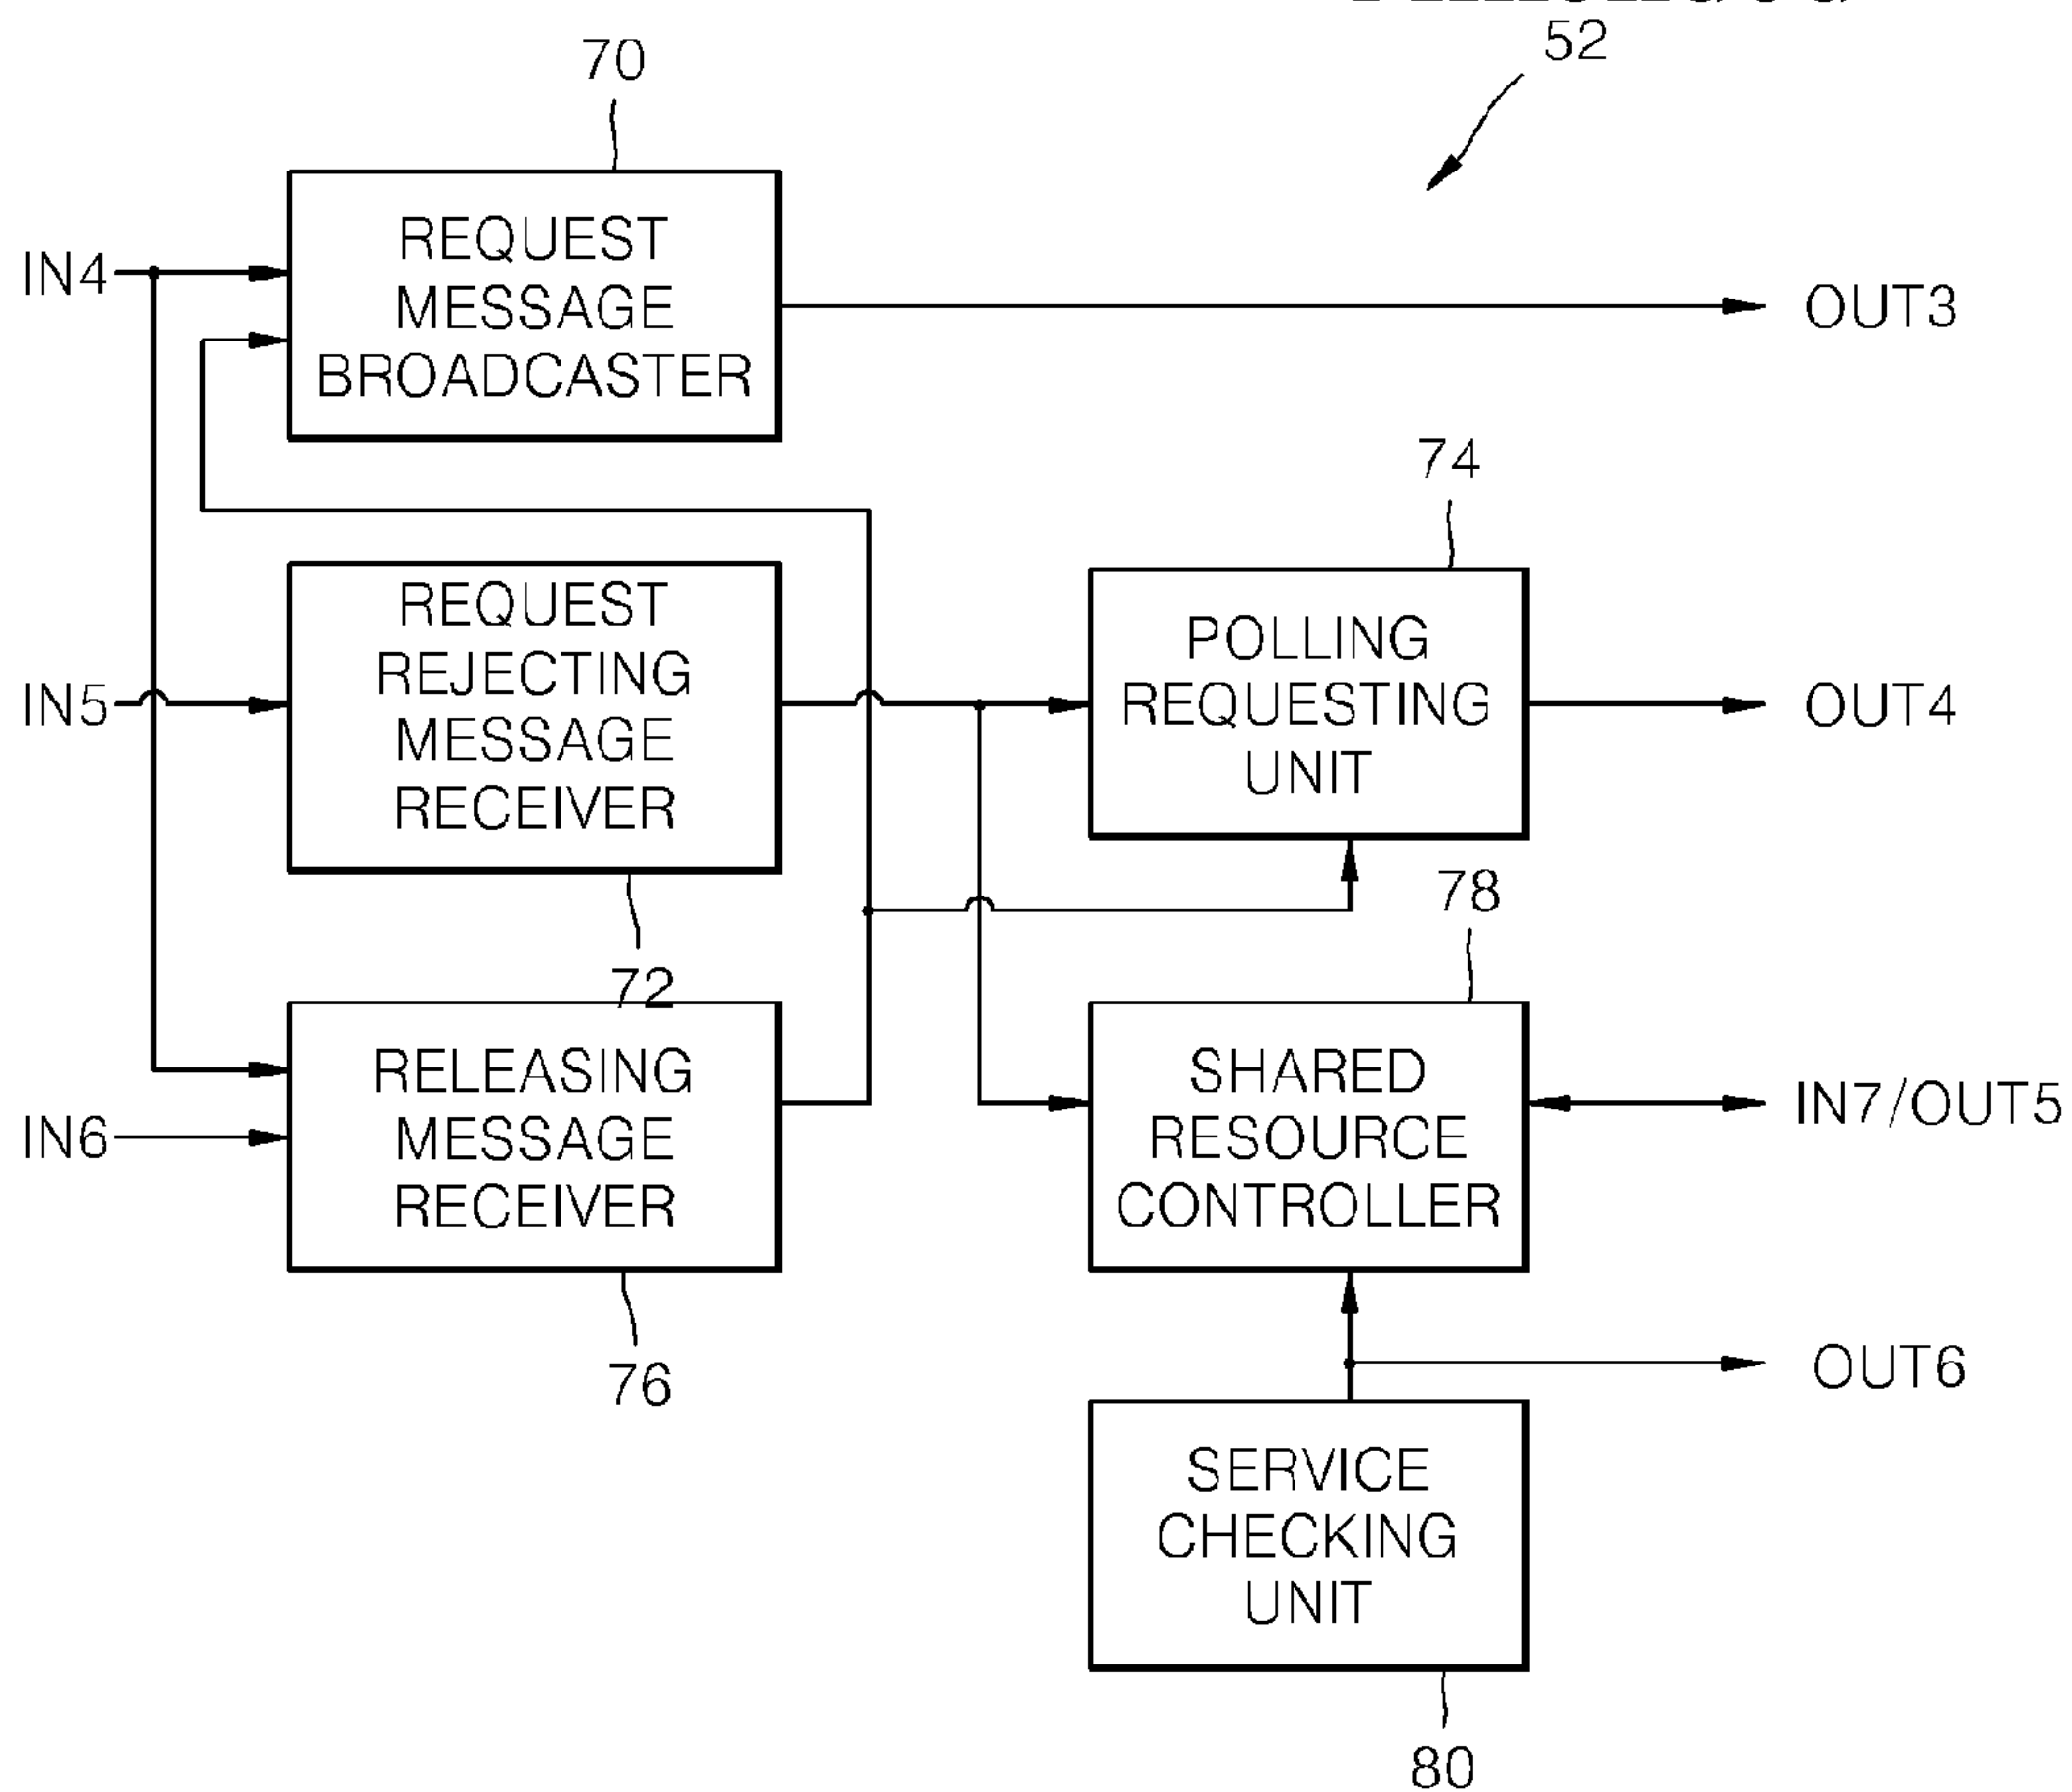 52
70
REQUEST
MESSAGE
BROADCASTER
IN4
OUT3
74
REQUEST
REJECTING
MESSAGE
RECEIVER
IN5
POLLING
REQUESTING
UNIT
OUT4
78
72
RELEASING
MESSAGE
RECEIVER
IN6
SHARED
RESOURCE
CONTROLLER
IN7/OUT5
76
OUT6
SERVICE
CHECKING
UNIT
80